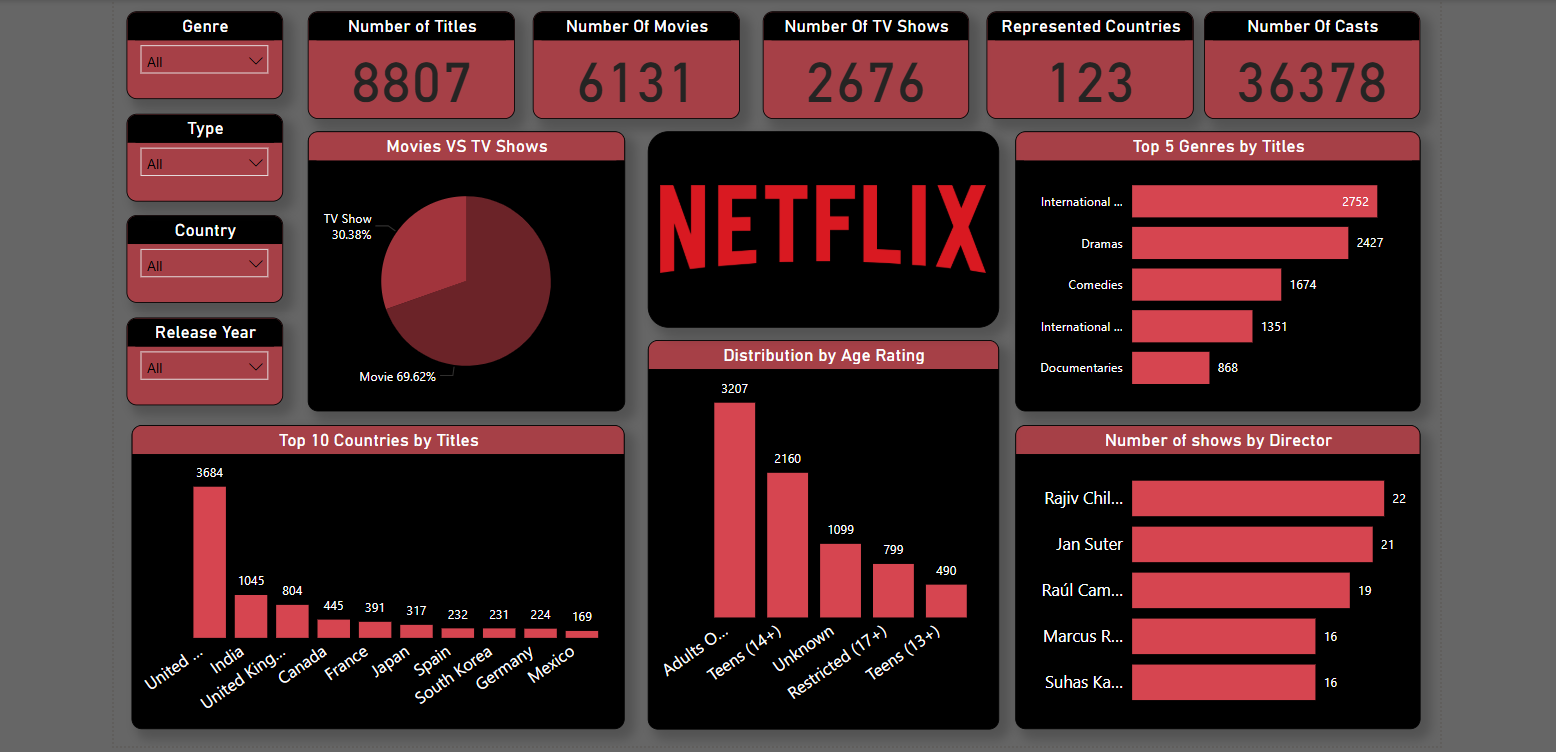 Genre
All
Type
All
Country
All
Release Year
All
Number of Titles
8807
Number Of Movies
6131
Number Of TV Shows
2676
Represented Countries
123
Number Of Casts
36378
Movies VS TV Shows
TV Show
30.38%
Movie 69.62%
NETFLIX
Top 5 Genres by Titles
International ...
2752
Dramas
2427
Comedies
1674
International ...
1351
Documentaries
868
Top 10 Countries by Titles
3684
1045
804
445
391
317
232
231
224
169
United ...
India
United King...
Canada
France
Japan
Spain
South Korea
Germany
Mexico
Distribution by Age Rating
3207
2160
1099
799
490
Adults O...
Teens (14+)
Unknown
Restricted (17+)
Teens (13+)
Number of shows by Director
Rajiv Chil...
22
Jan Suter
21
Raúl Cam...
19
Marcus R...
16
Suhas Ka...
16